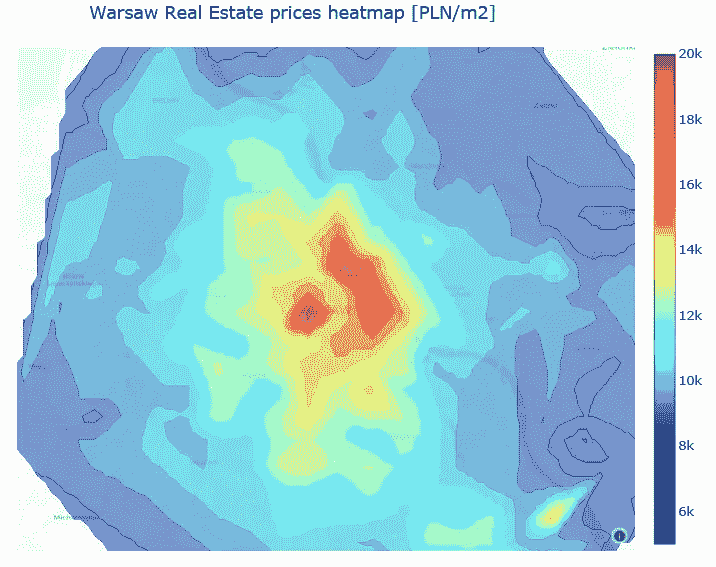 Warsaw Real Estate prices heatmap [PLN/m2]
20k
18k
16k
14k
12k
10k
8k
6k